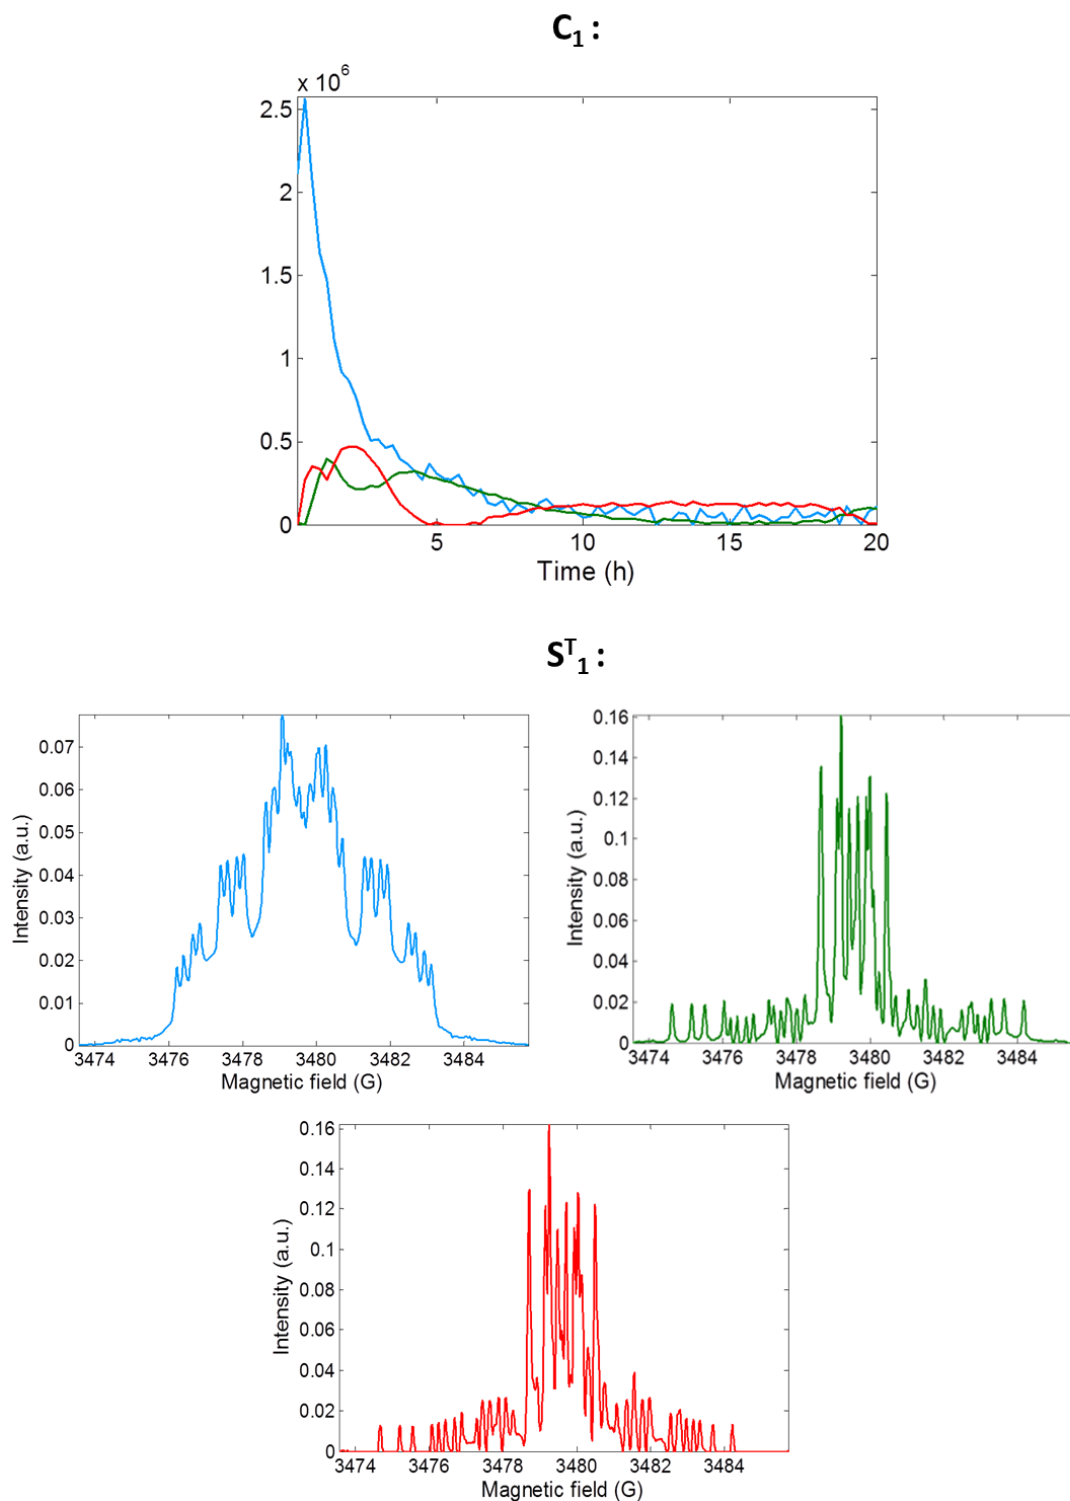 C₁ :
x 10⁶
2.5
2
1.5
1
0.5
0
5 10 15 20
Time (h)
Sᵀ₁ :
Intensity (a.u.)
0.07
0.06
0.05
0.04
0.03
0.02
0.01
0
3474 3476 3478 3480 3482 3484
Magnetic field (G)
Intensity (a.u.)
0.16
0.14
0.12
0.1
0.08
0.06
0.04
0.02
0
3474 3476 3478 3480 3482 3484
Magnetic field (G)
Intensity (a.u.)
0.16
0.14
0.12
0.1
0.08
0.06
0.04
0.02
0
3474 3476 3478 3480 3482 3484
Magnetic field (G)